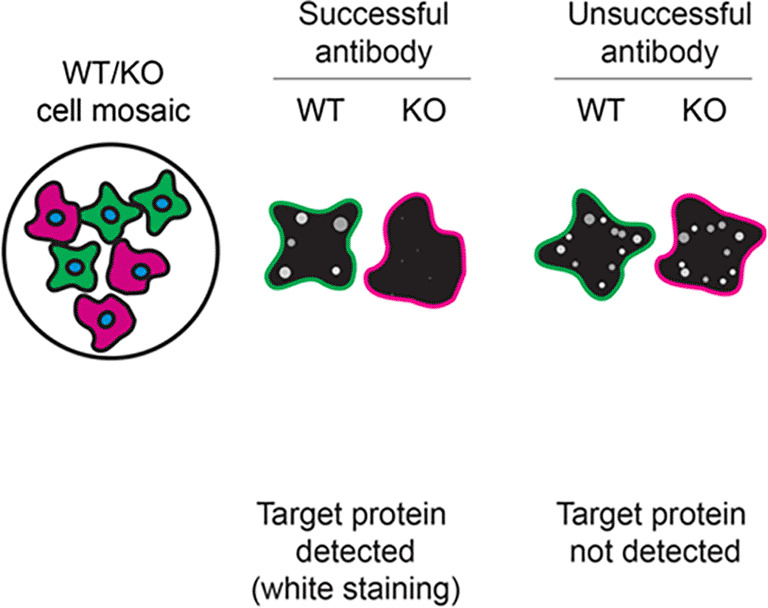 WT/KO
cell mosaic
Successful
antibody
WT KO
Unsuccessful
antibody
WT KO
Target protein
detected
(white staining)
Target protein
not detected